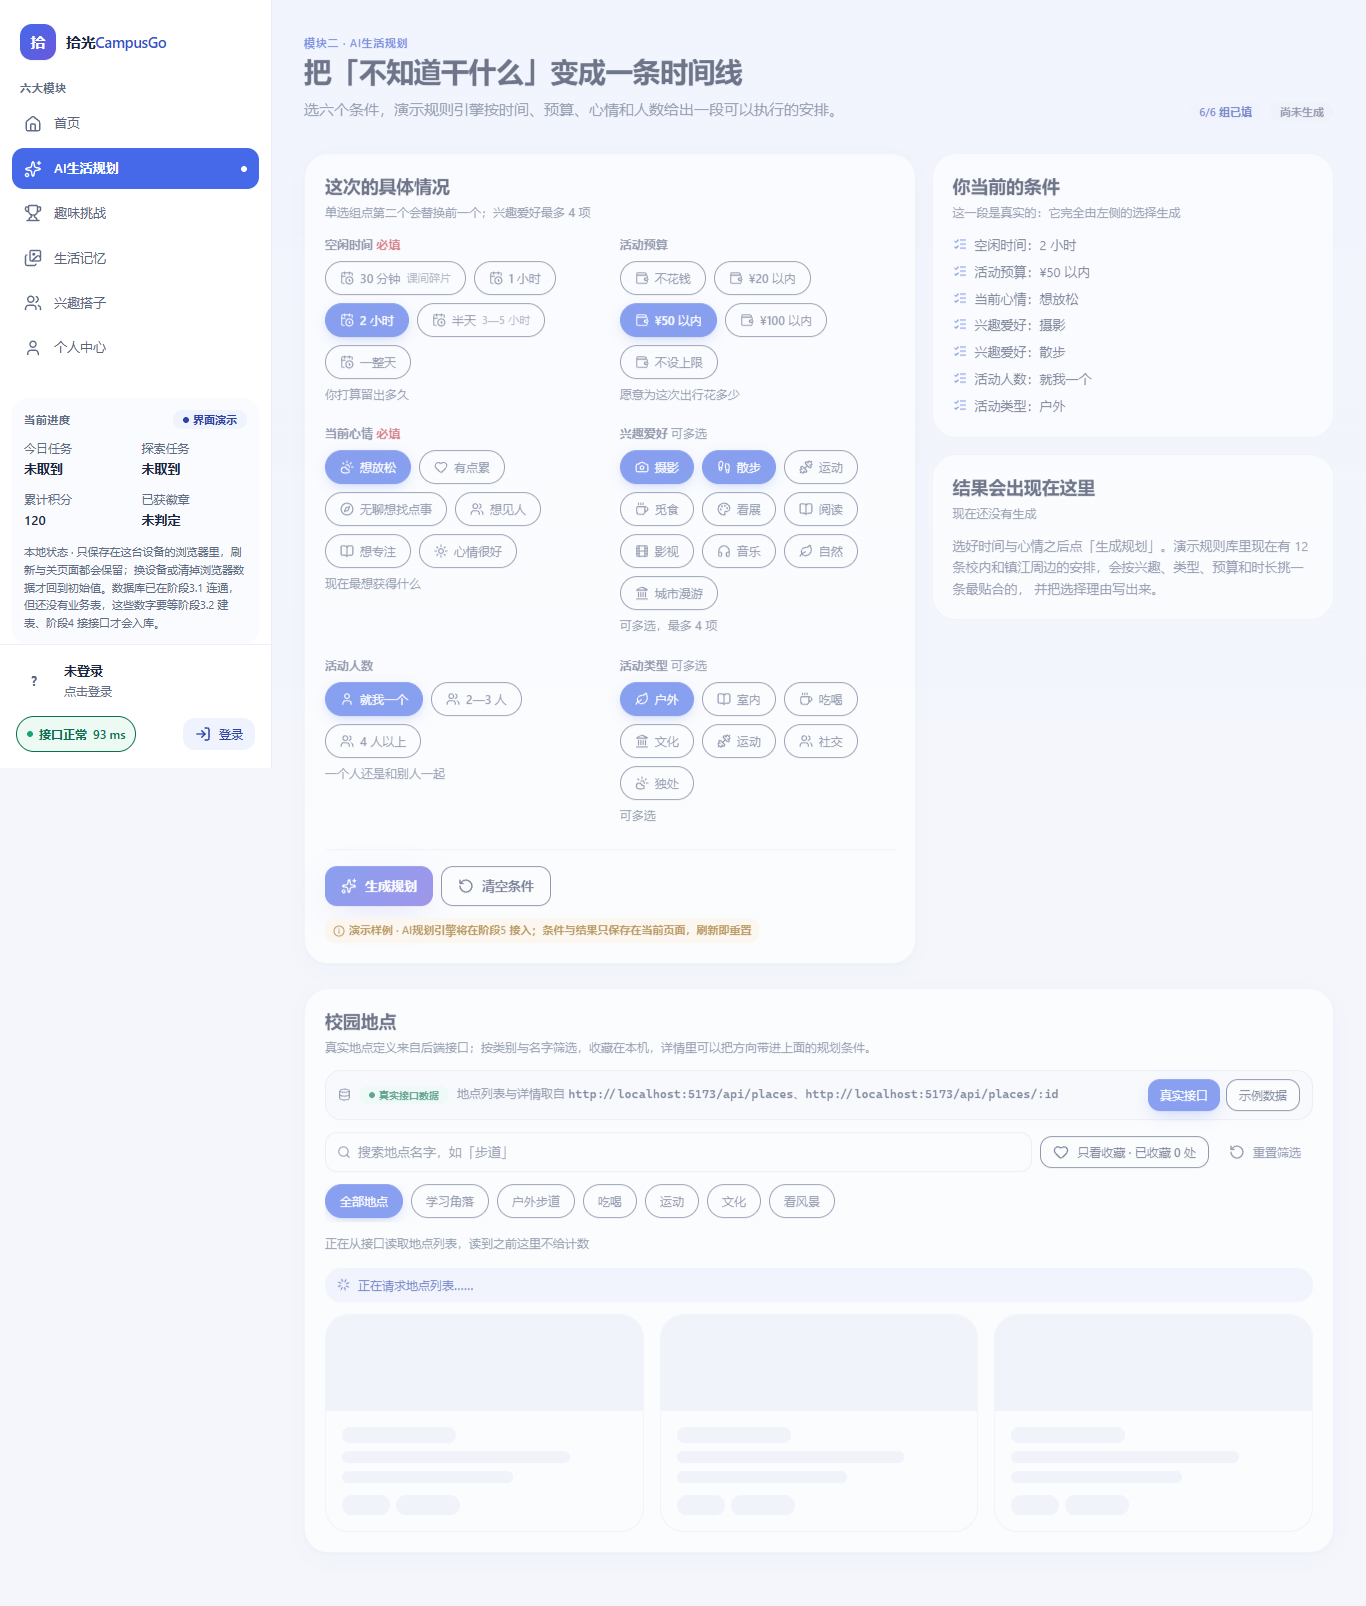 拾 拾光CampusGo
六大模块
首页
AI生活规划
趣味挑战
生活记忆
兴趣搭子
个人中心
当前进度 界面演示
今日任务 探索任务
未取到 未取到
累计积分 已获徽章
120 未判定
本地状态 · 只保存在这台设备的浏览器里，刷
新与关页面都会保留；换设备或清掉浏览器数
据才回到初始值。数据库已在阶段3.1 连通，
但还没有业务表，这些数字要等阶段3.2 建
表、阶段4 接接口才会入库。
? 未登录
点击登录
接口正常 93 ms 登录
模块二 · AI生活规划
把「不知道干什么」变成一条时间线
选六个条件，演示规则引擎按时间、预算、心情和人数给出一段可以执行的安排。
6/6 组已填 尚未生成
这次的具体情况
单选组点第二个会替换前一个；兴趣爱好最多 4 项
空闲时间 必填
30 分钟 课间碎片 1 小时
2 小时 半天 3—5 小时
一整天
你打算留出多久
活动预算
不花钱 ¥20 以内
¥50 以内 ¥100 以内
不设上限
愿意为这次出行花多少
当前心情 必填
想放松 有点累
无聊想找点事 想见人
想专注 心情很好
现在最想获得什么
兴趣爱好 可多选
摄影 散步 运动
觅食 看展 阅读
影视 音乐 自然
城市漫游
可多选，最多 4 项
活动人数
就我一个 2—3 人
4 人以上
一个人还是和别人一起
活动类型 可多选
户外 室内 吃喝
文化 运动 社交
独处
可多选
生成规划 清空条件
演示样例 · AI规划引擎将在阶段5 接入；条件与结果只保存在当前页面，刷新即重置
你当前的条件
这一段是真实的：它完全由左侧的选择生成
空闲时间：2 小时
活动预算：¥50 以内
当前心情：想放松
兴趣爱好：摄影
兴趣爱好：散步
活动人数：就我一个
活动类型：户外
结果会出现在这里
现在还没有生成
选好时间与心情之后点「生成规划」。演示规则库里现在有 12
条校内和镇江周边的安排，会按兴趣、类型、预算和时长挑一
条最贴合的， 并把选择理由写出来。
校园地点
真实地点定义来自后端接口；按类别与名字筛选，收藏在本机，详情里可以把方向带进上面的规划条件。
真实接口数据 地点列表与详情取自 http://localhost:5173/api/places、http://localhost:5173/api/places/:id 真实接口 示例数据
搜索地点名字，如「步道」 只看收藏 · 已收藏 0 处 重置筛选
全部地点 学习角落 户外步道 吃喝 运动 文化 看风景
正在从接口读取地点列表，读到之前这里不给计数
正在请求地点列表……